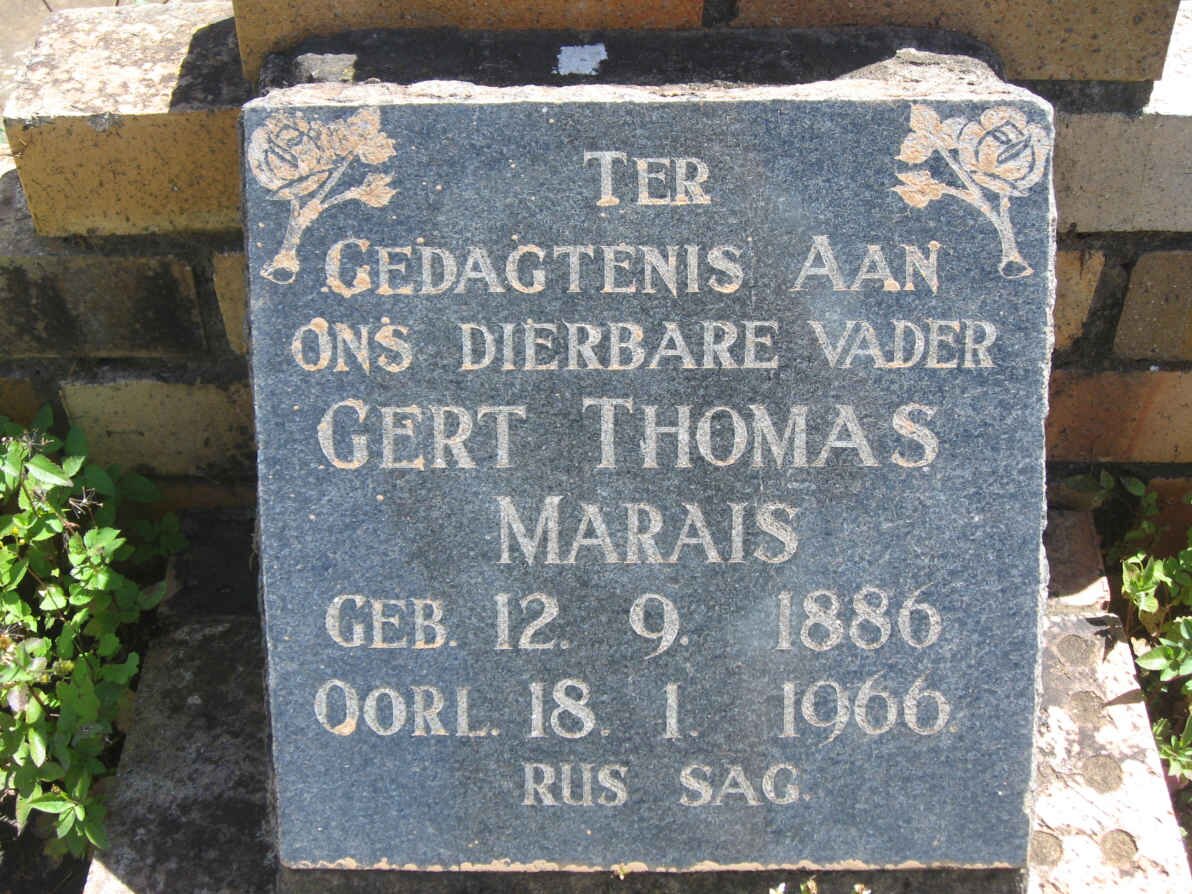 TER
GEDAGTENIS AAN
ONS DIERBARE VADER
GERT THOMAS
MARAIS
GEB. 12. 9. 1886
OORL. 18. 1. 1966.
RUS SAG.